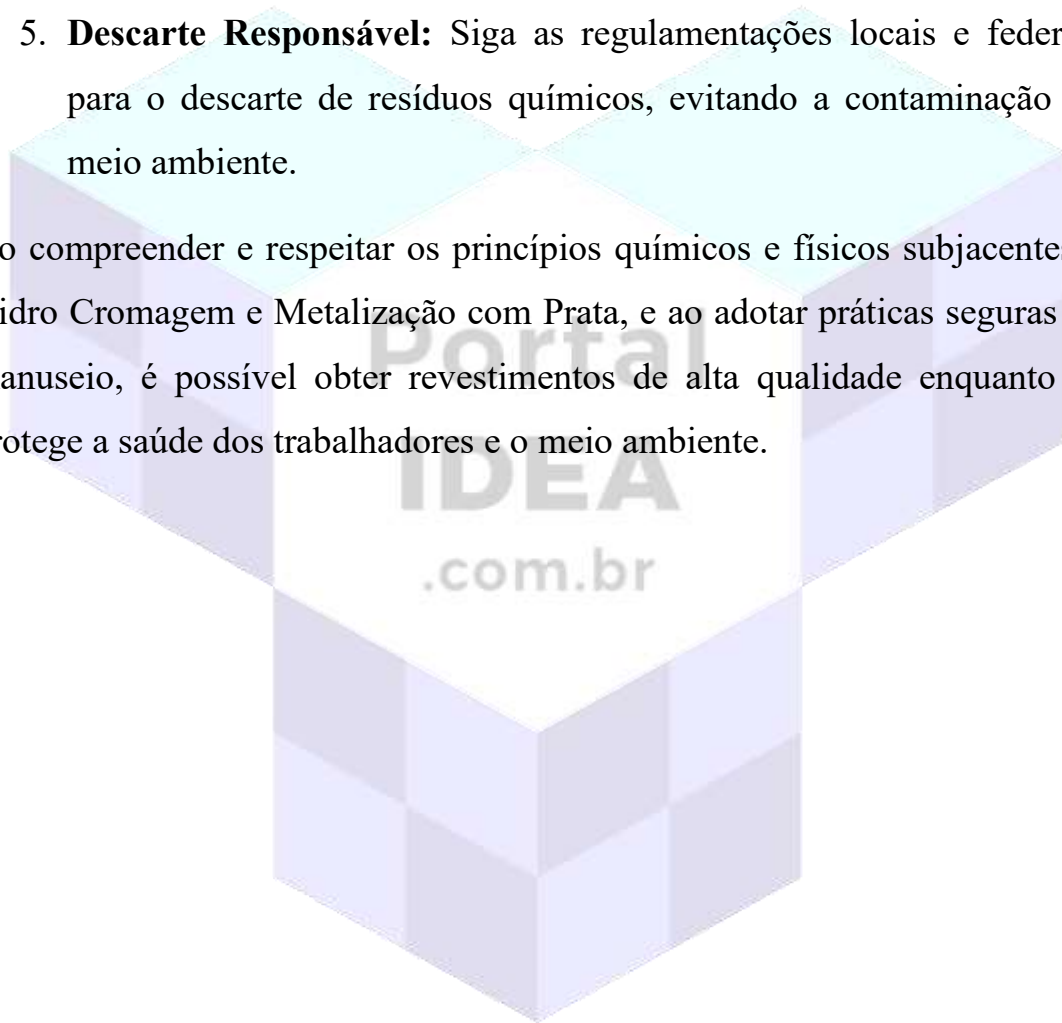 5. Descarte Responsável: Siga as regulamentações locais e feder
para o descarte de resíduos químicos, evitando a contaminação
meio ambiente.
o compreender e respeitar os princípios químicos e físicos subjacente
idro Cromagem e Metalização com Prata, e ao adotar práticas seguras
anuseio, é possível obter revestimentos de alta qualidade enquanto
rotege a saúde dos trabalhadores e o meio ambiente.
Portal
IDEA
.com.br